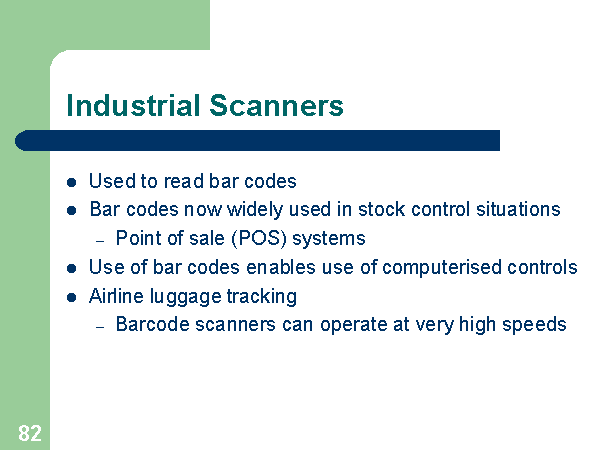 Industrial Scanners
● Used to read bar codes
● Bar codes now widely used in stock control situations
– Point of sale (POS) systems
● Use of bar codes enables use of computerised controls
● Airline luggage tracking
– Barcode scanners can operate at very high speeds
82